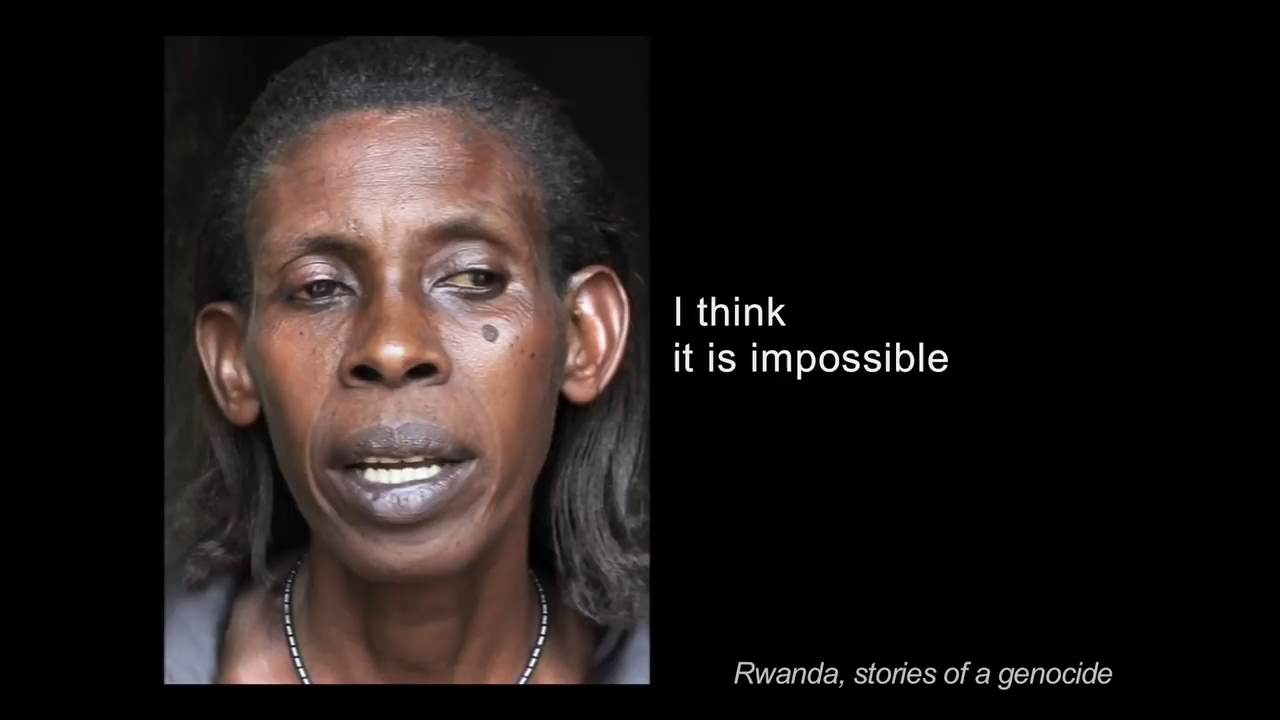 I think
it is impossible
Rwanda, stories of a genocide